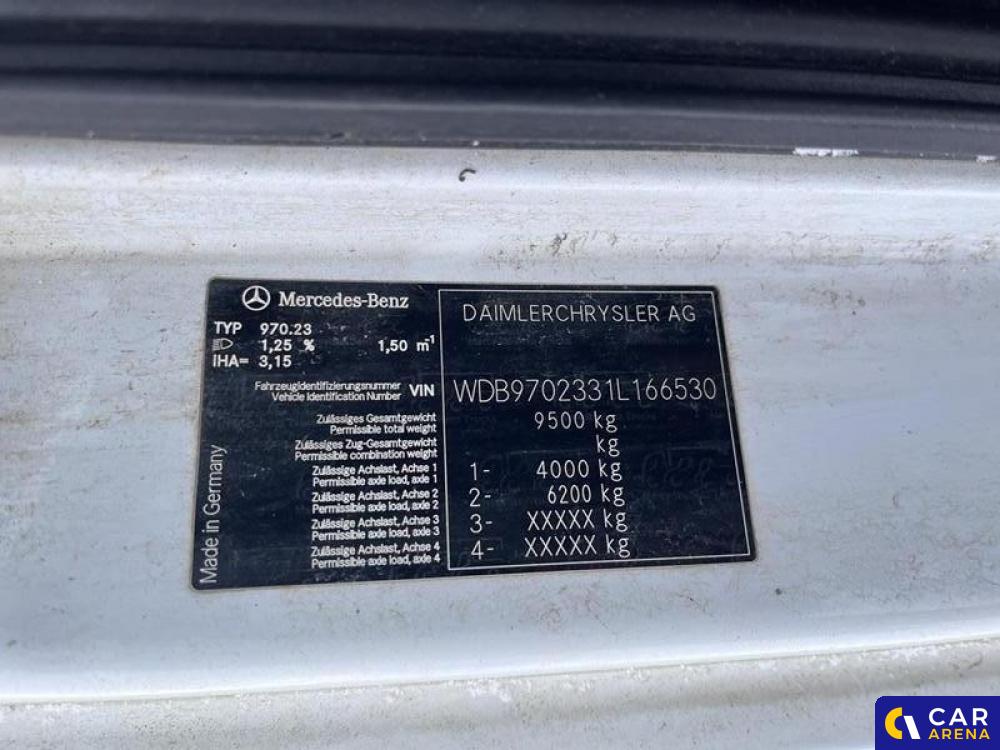 Mercedes-Benz
TYP 970.23
1,25 % 1,50 m-1
IHA= 3,15
DAIMLERCHRYSLER AG
Fahrzeugidentifizierungsnummer
Vehicle Identification Number VIN WDB9702331L166530
Zulässiges Gesamtgewicht
Permissible total weight 9500 kg
Zulässiges Zug-Gesamtgewicht
Permissible combination weight kg
Zulässige Achslast, Achse 1
Permissible axle load, axle 1 1- 4000 kg
Zulässige Achslast, Achse 2
Permissible axle load, axle 2 2- 6200 kg
Zulässige Achslast, Achse 3
Permissible axle load, axle 3 3- XXXXX kg
Zulässige Achslast, Achse 4
Permissible axle load, axle 4 4- XXXXX kg
Made in Germany
CAR
ARENA